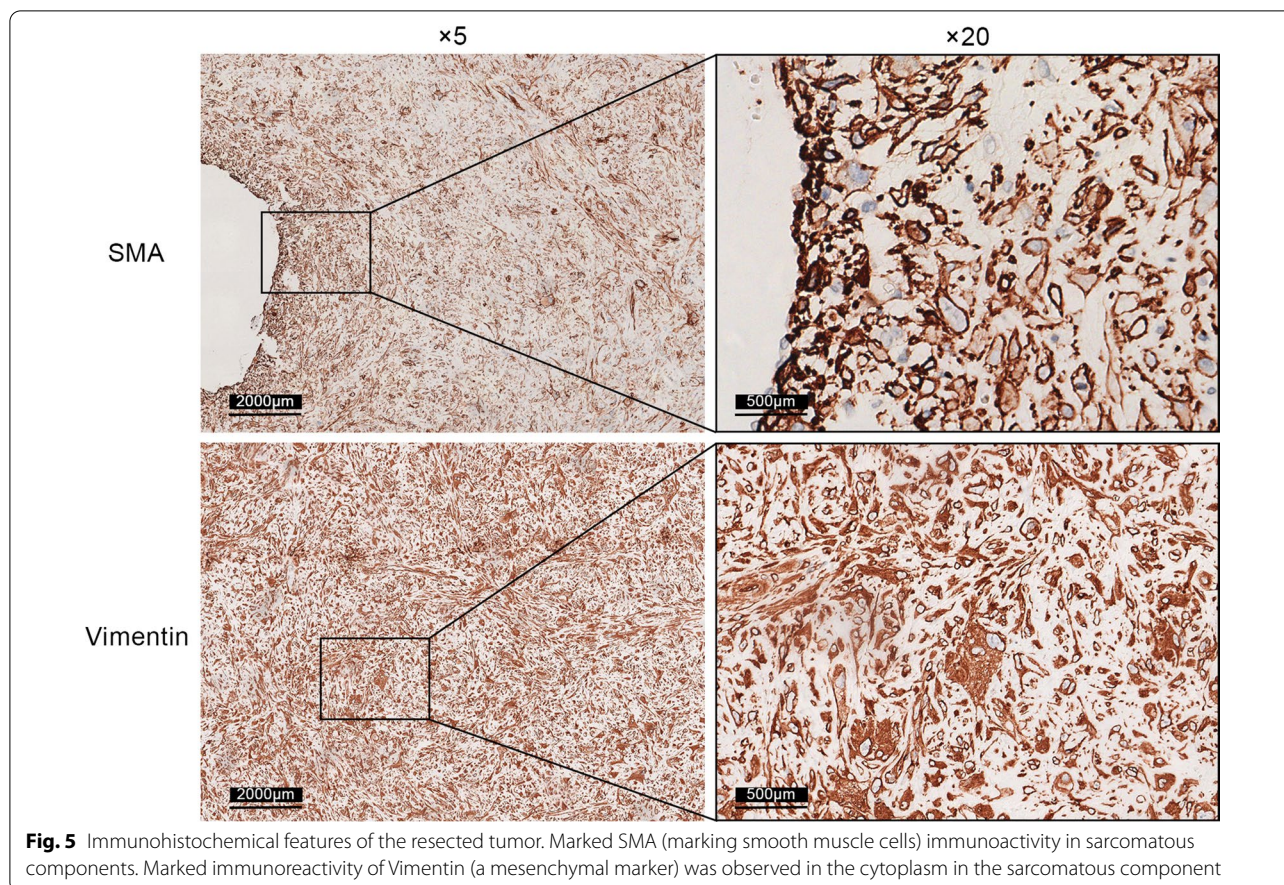 ×5
×20
SMA
2000µm
500µm
Vimentin
2000µm
500µm
Fig. 5 Immunohistochemical features of the resected tumor. Marked SMA (marking smooth muscle cells) immunoactivity in sarcomatous
components. Marked immunoreactivity of Vimentin (a mesenchymal marker) was observed in the cytoplasm in the sarcomatous component